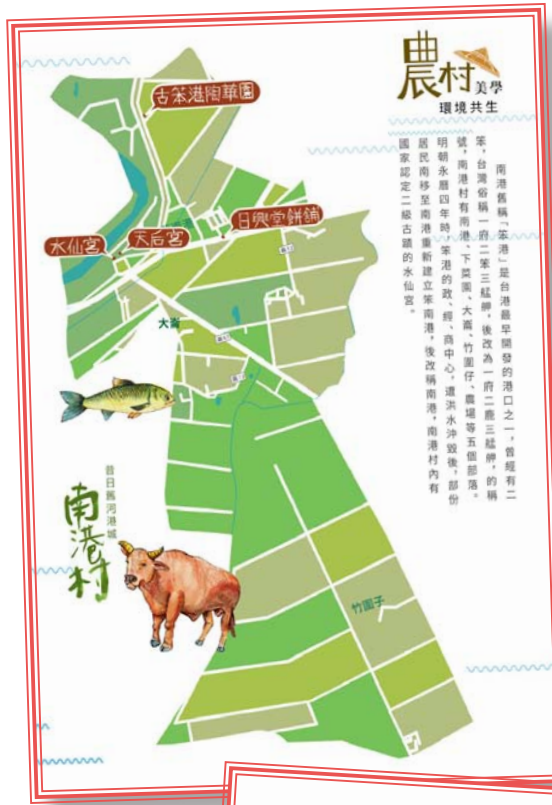 農村美學
環境共生
南港舊稱「笨港」是台港最早開發的港口之一，曾經有二
笨，台灣俗稱一府二笨三艋舺，後改為一府二鹿三艋舺，的稱
號，南港村有南港、下菜園、大崙、竹圍仔、農場等五個部落。
明朝永曆四年時，笨港的政、經、商中心，遭洪水沖毀後，部份
居民南移至南港重新建立笨南港，後改稱南港，南港村內有
國家認定二級古蹟的水仙宮。
古笨港陶華園
日興堂餅舖
天后宮
水仙宮
大崙
昔日舊河港城
南港村
竹圍子